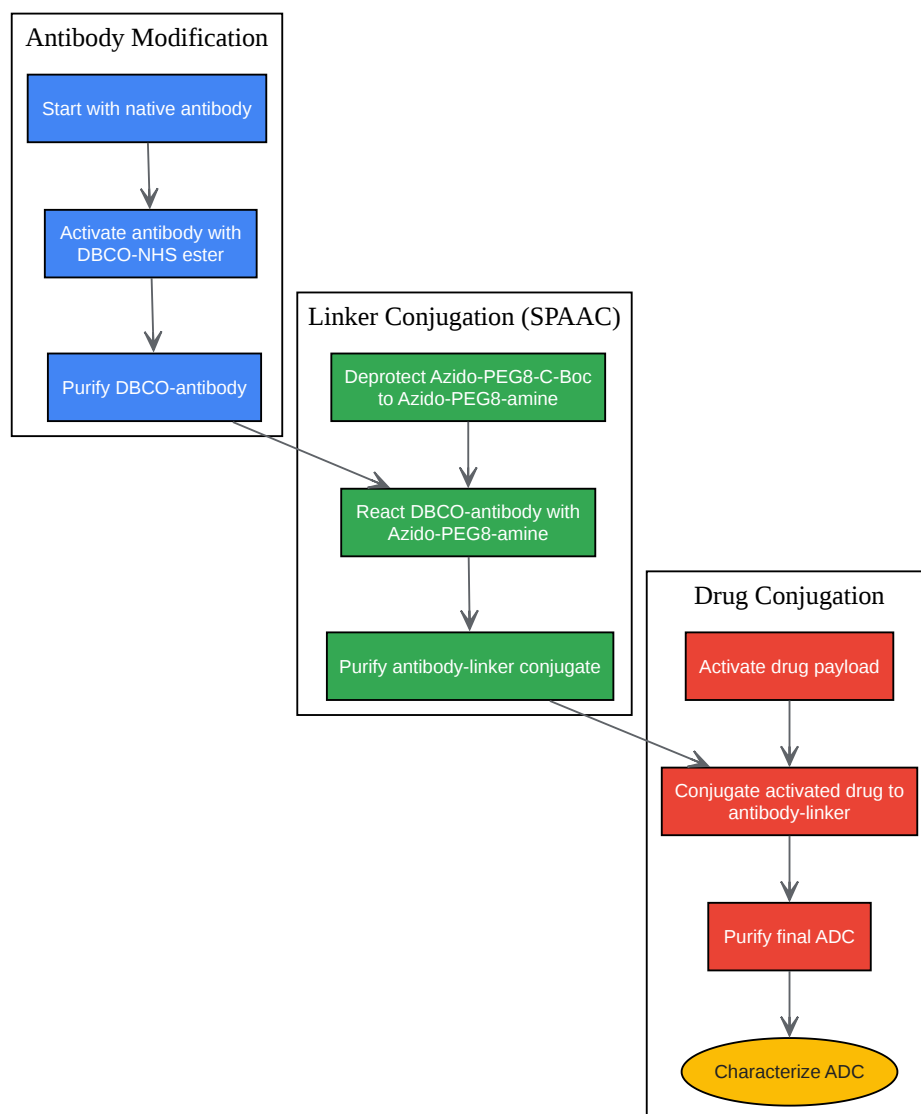 Antibody Modification
Start with native antibody
Activate antibody with
DBCO-NHS ester
Purify DBCO-antibody
Linker Conjugation (SPAAC)
Deprotect Azido-PEG8-C-Boc
to Azido-PEG8-amine
React DBCO-antibody with
Azido-PEG8-amine
Purify antibody-linker conjugate
Drug Conjugation
Activate drug payload
Conjugate activated drug to
antibody-linker
Purify final ADC
Characterize ADC